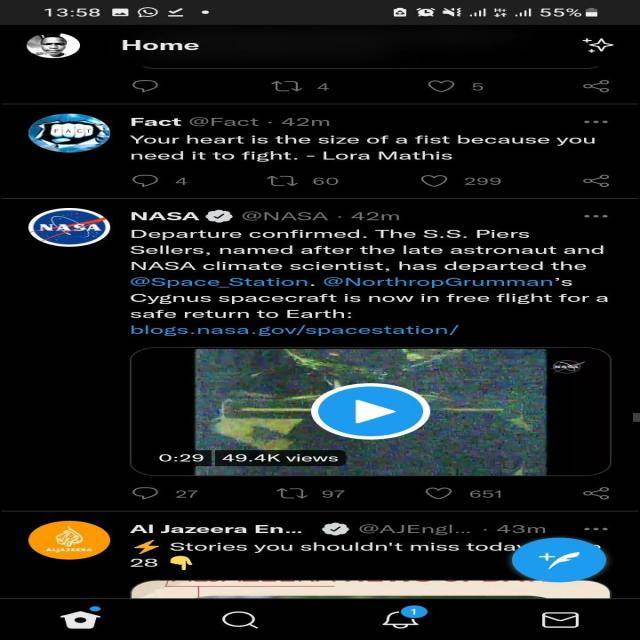 13:58
55%
Home
4
5
Fact @Fact · 42m
FACT
Your heart is the size of a fist because you
need it to fight. - Lora Mathis
4
60
299
NASA @NASA · 42m
NASA
Departure confirmed. The S.S. Piers
Sellers, named after the late astronaut and
NASA climate scientist, has departed the
@Space_Station. @NorthropGrumman's
Cygnus spacecraft is now in free flight for a
safe return to Earth:
blogs.nasa.gov/spacestation/
NASA
0:29
49.4K views
27
97
651
Al Jazeera En... @AJEngl... · 43m
ALJAZEERA
Stories you shouldn't miss today
28
1